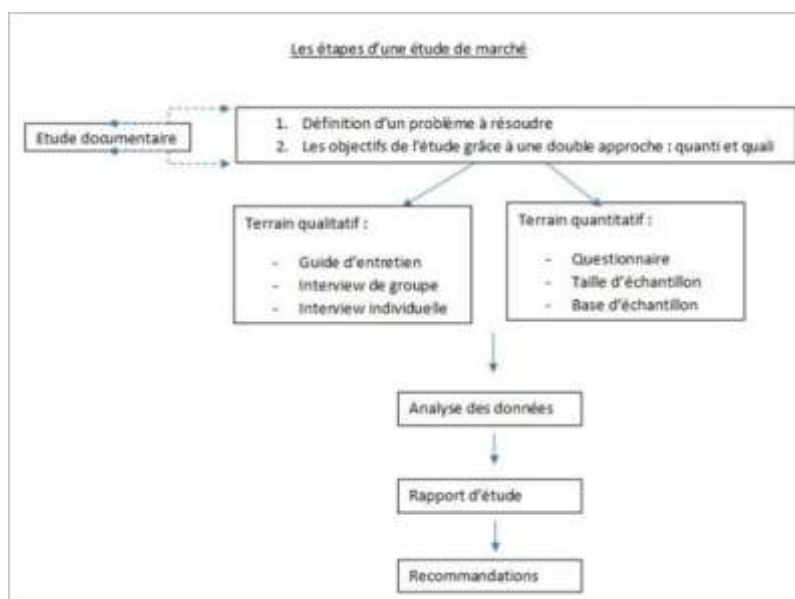 Les étapes d'une étude de marché
Etude documentaire
1. Définition d'un problème à résoudre
2. Les objectifs de l'étude grâce à une double approche : quanti et quali
Terrain qualitatif :
- Guide d'entretien
- Interview de groupe
- Interview individuelle
Terrain quantitatif :
- Questionnaire
- Taille d'échantillon
- Base d'échantillon
Analyse des données
Rapport d'étude
Recommandations